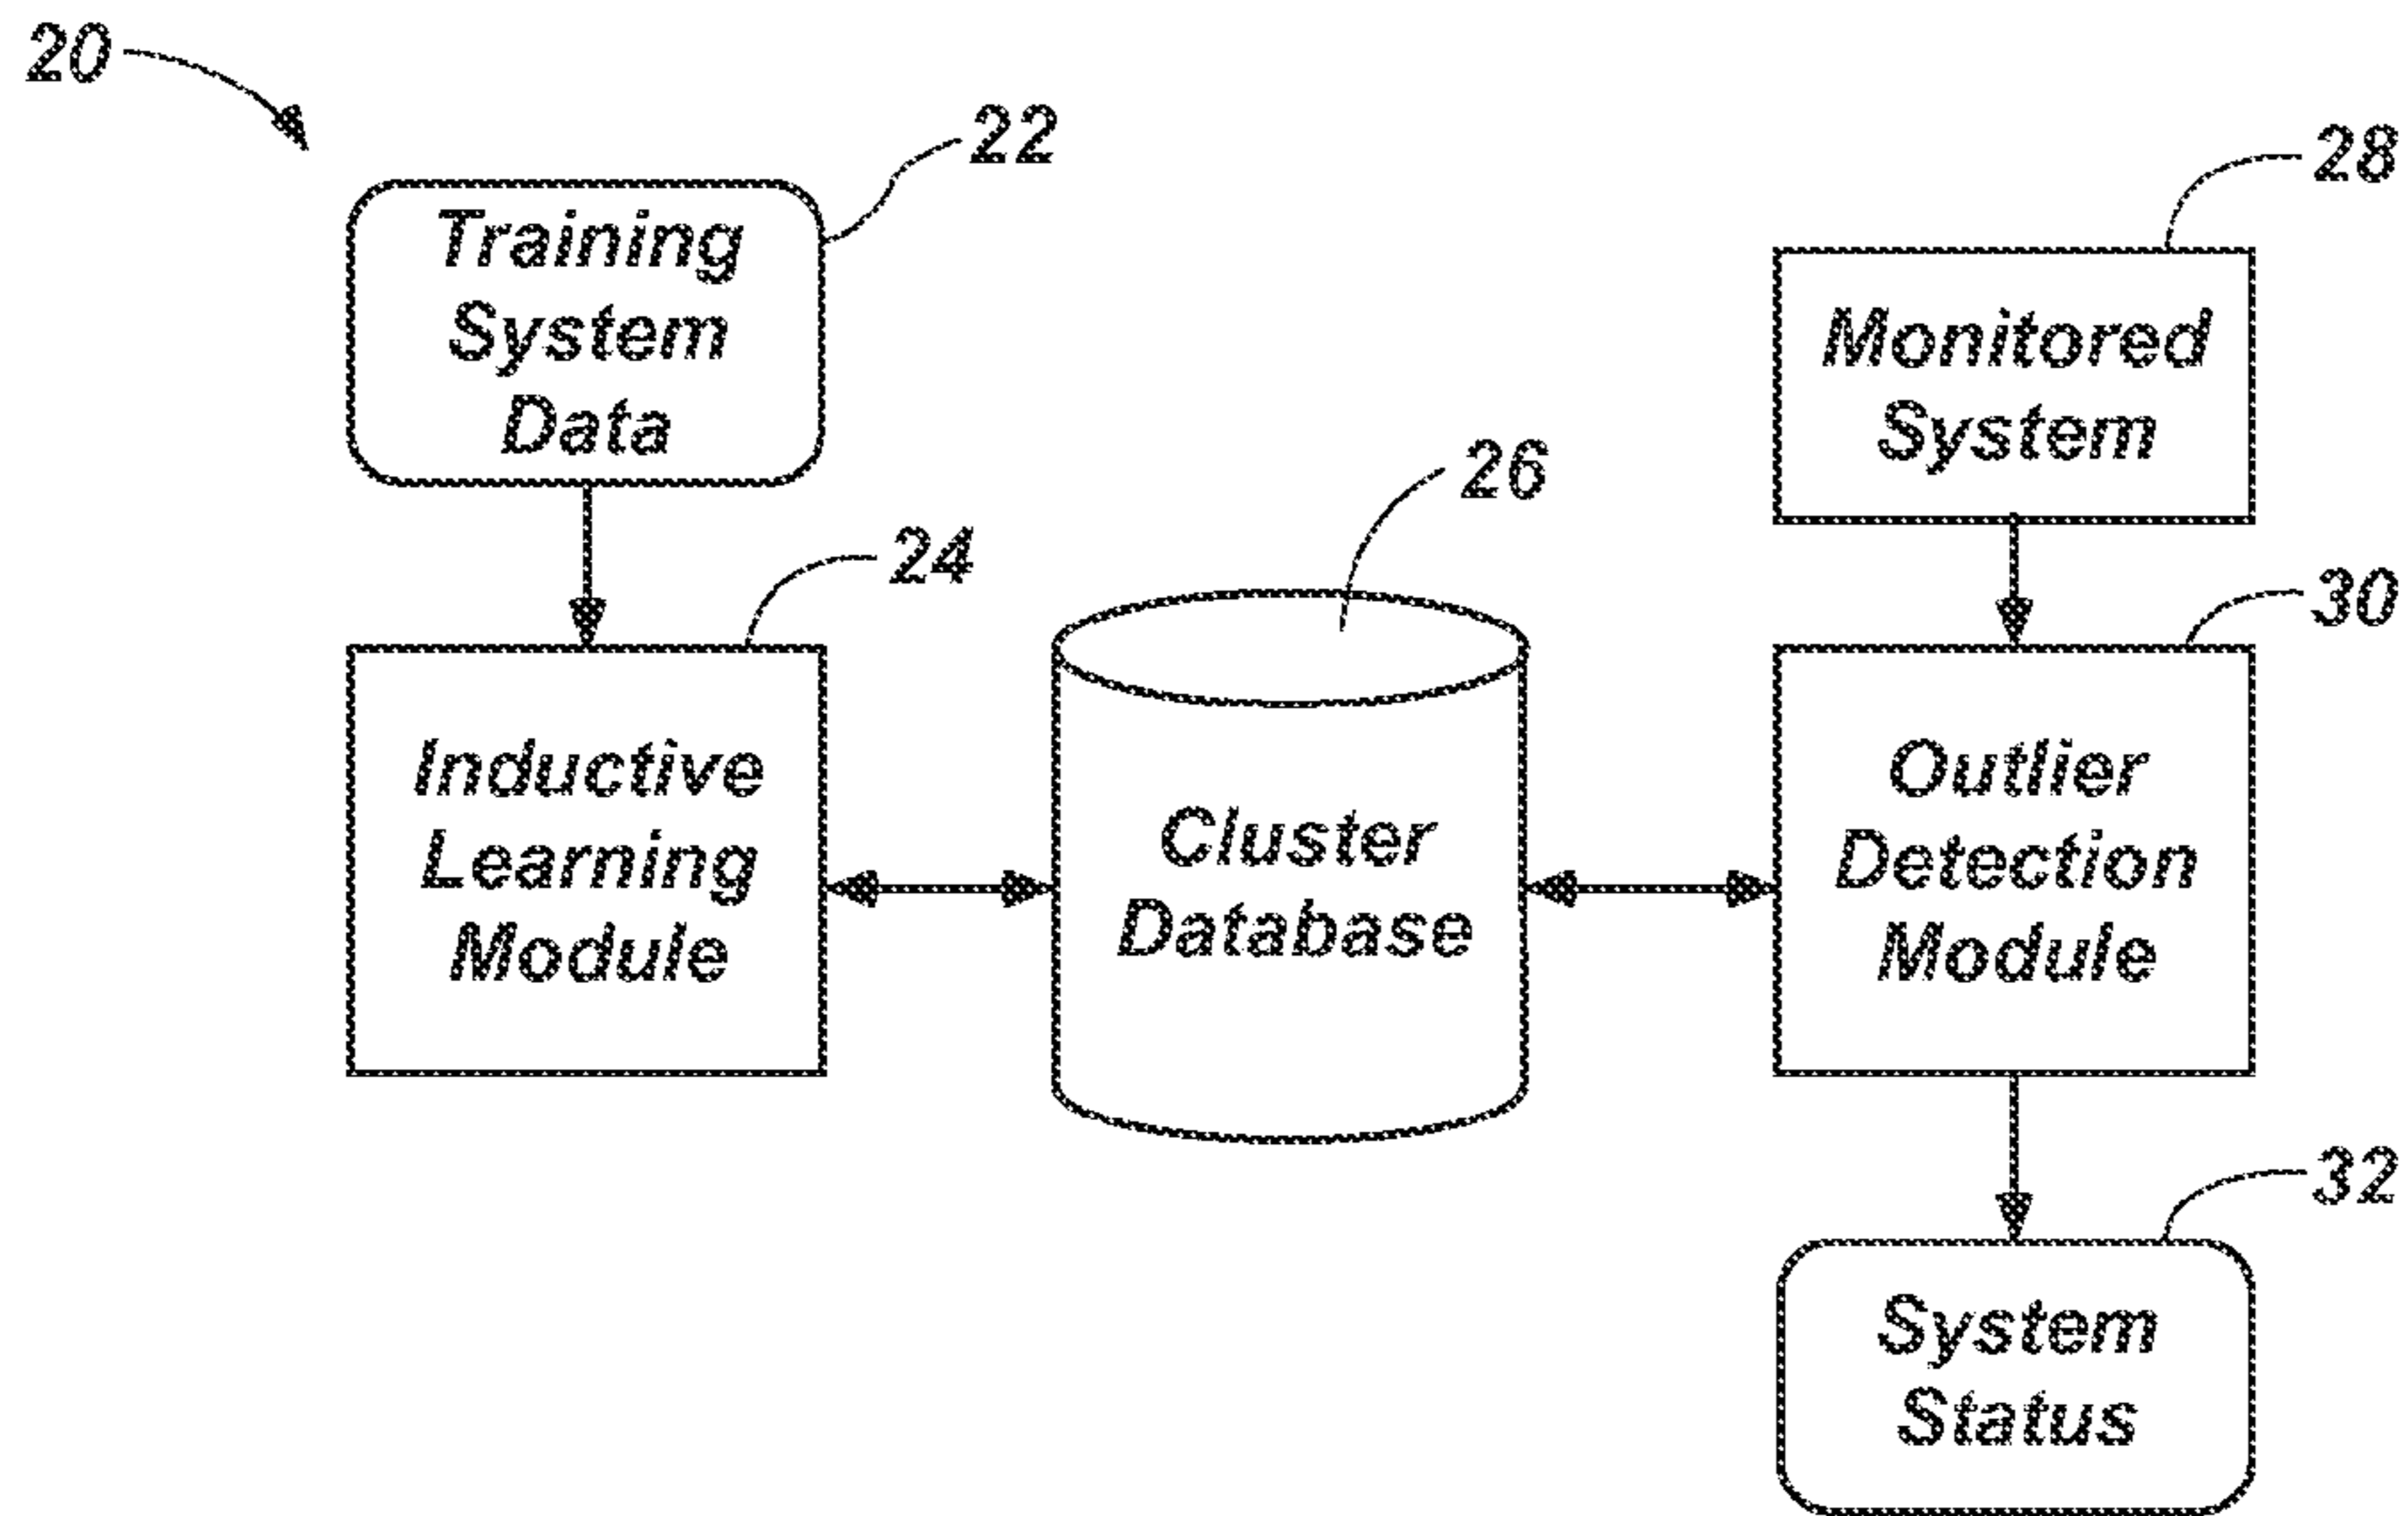 20
22
Training
System
Data
24
Inductive
Learning
Module
26
Cluster
Database
28
Monitored
System
30
Outlier
Detection
Module
32
System
Status